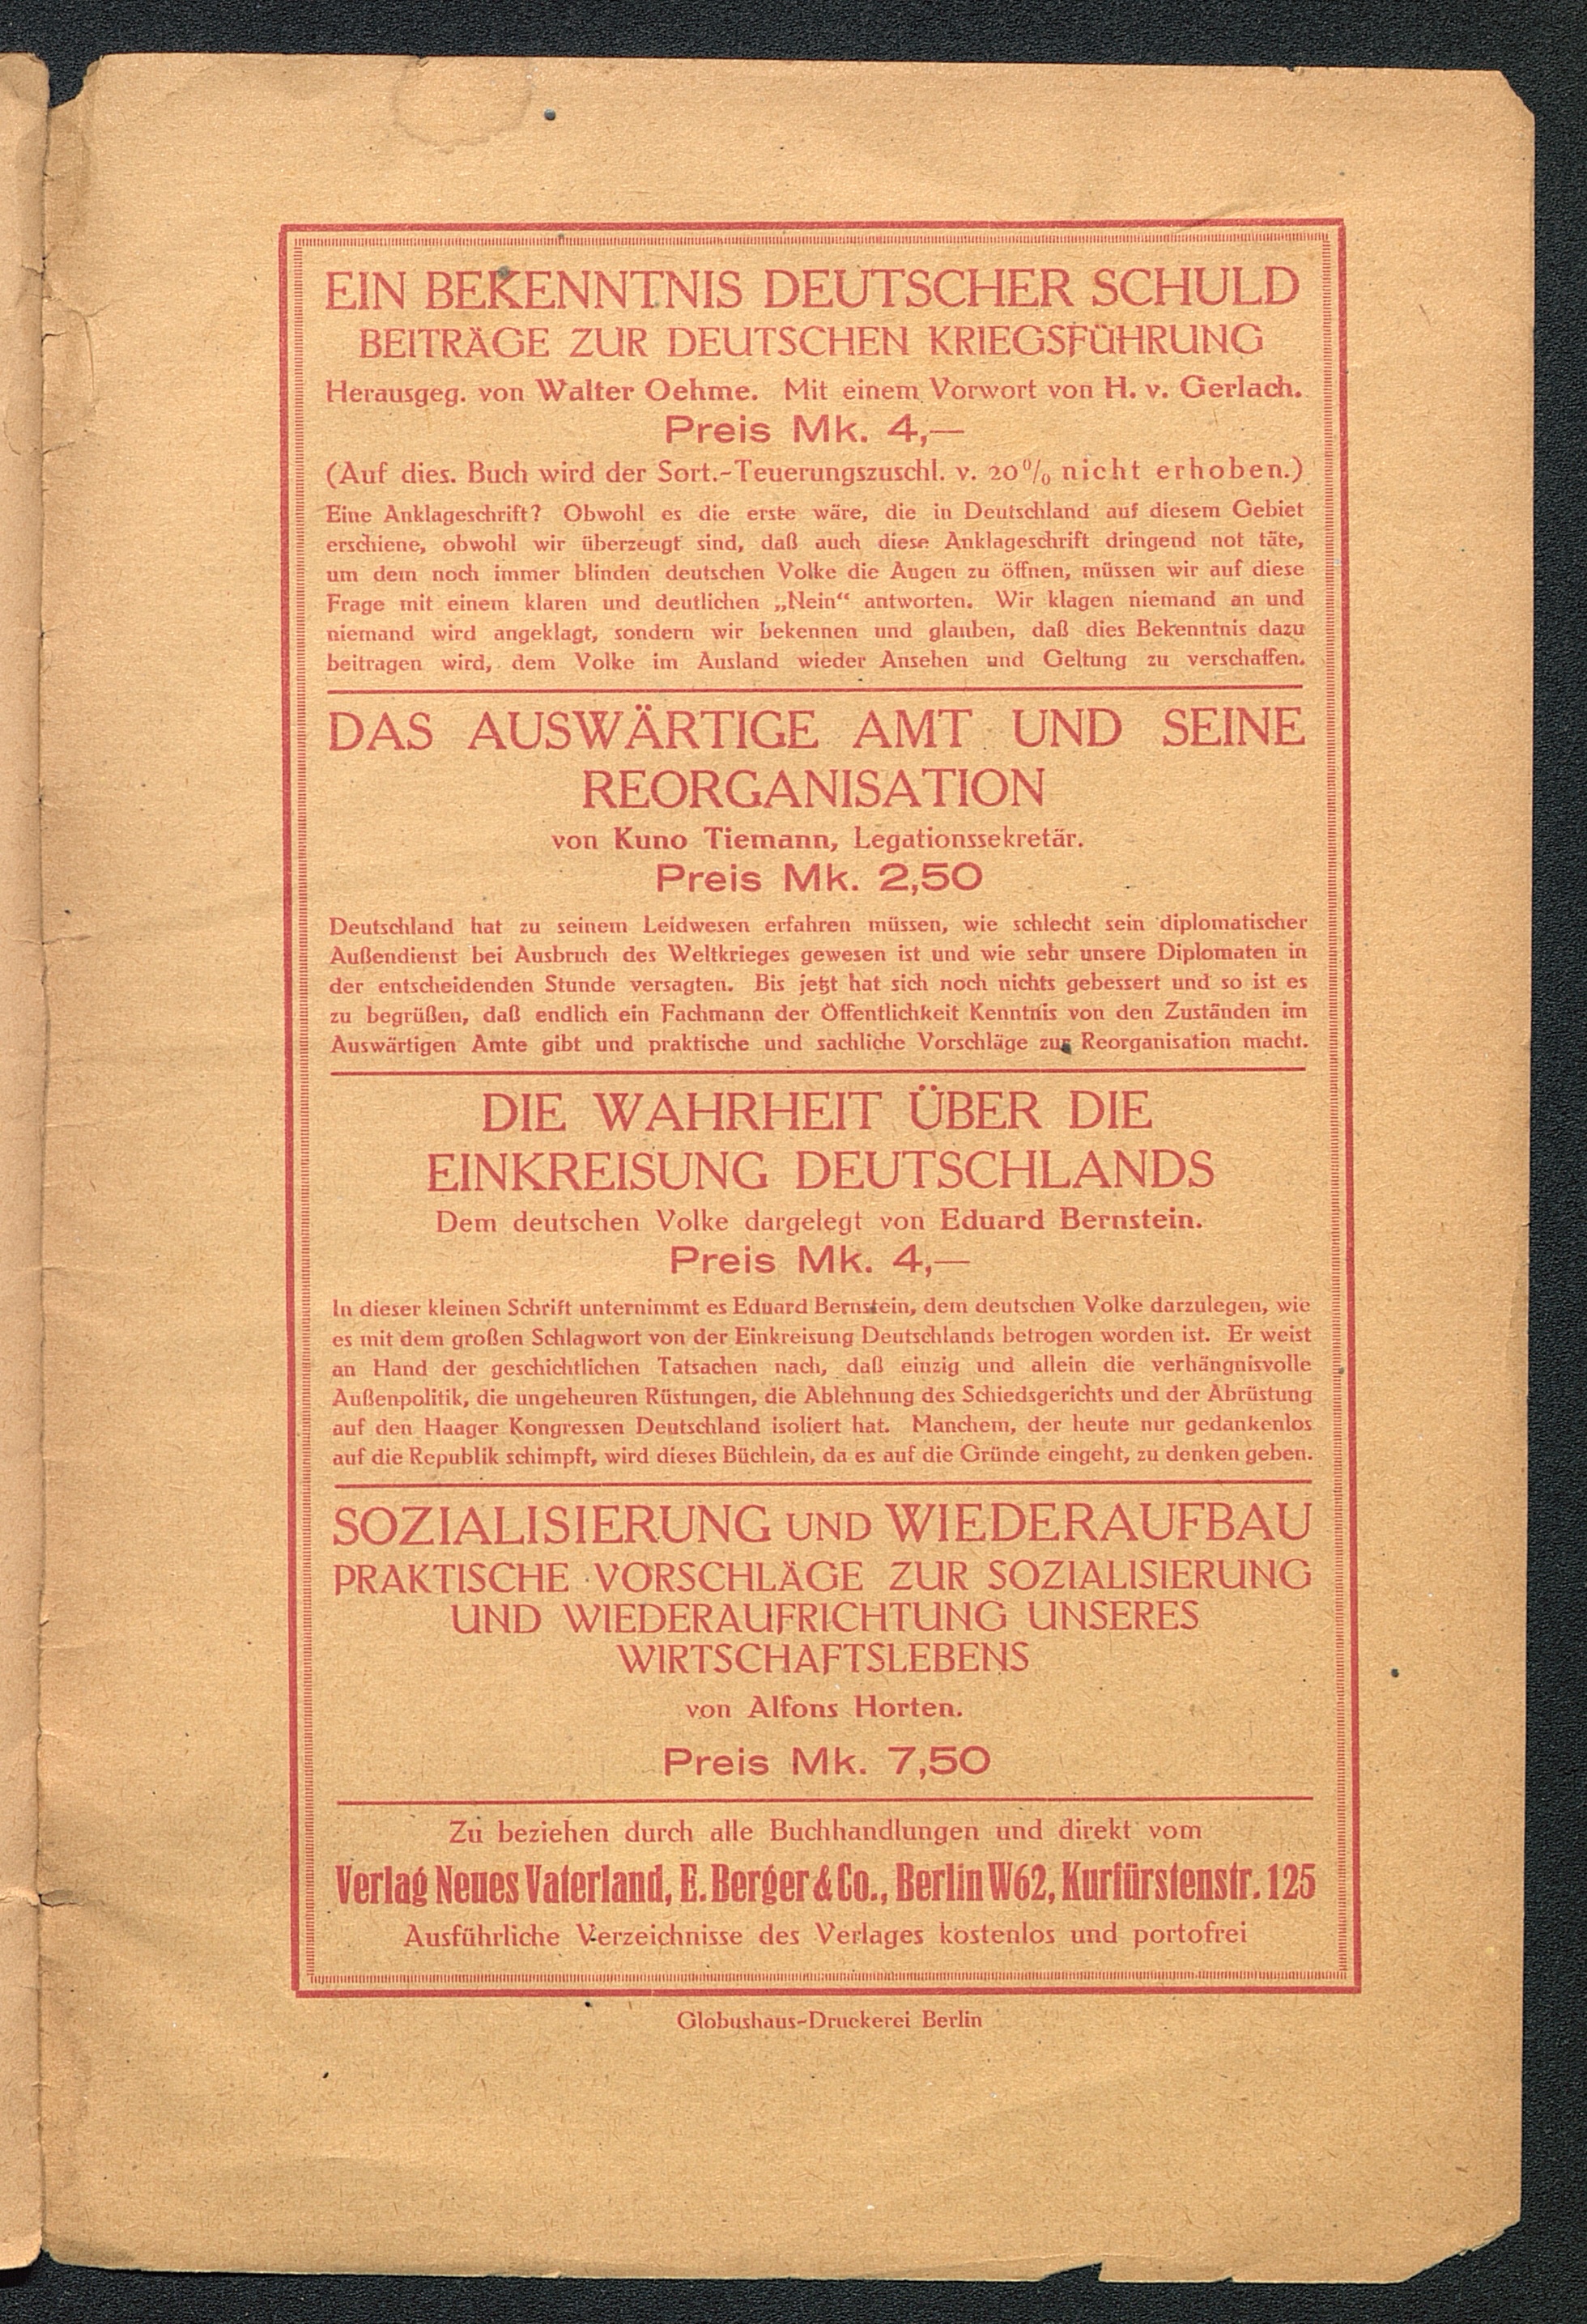 EIN BEKENNTNIS DEUTSCHER SCHULD
BEITRÄGE ZUR DEUTSCHEN KRIEGSFÜHRUNG
Herausgeg. von Walter Oehme. Mit einem Vorwort von H. v. Gerlach.
Preis Mk. 4,—
(Auf dies. Buch wird der Sort.-Teuerungszuschl. v. 20% nicht erhoben.)
Eine Anklageschrift? Obwohl es die erste wäre, die in Deutschland auf diesem Gebiet
erschiene, obwohl wir überzeugt sind, daß auch diese Anklageschrift dringend not täte,
um dem noch immer blinden deutschen Volke die Augen zu öffnen, müssen wir auf diese
Frage mit einem klaren und deutlichen „Nein“ antworten. Wir klagen niemand an und
niemand wird angeklagt, sondern wir bekennen und glauben, daß dies Bekenntnis dazu
beitragen wird, dem Volke im Ausland wieder Ansehen und Geltung zu verschaffen.
DAS AUSWÄRTIGE AMT UND SEINE
REORGANISATION
von Kuno Tiemann, Legationssekretär.
Preis Mk. 2,50
Deutschland hat zu seinem Leidwesen erfahren müssen, wie schlecht sein diplomatischer
Außendienst bei Ausbruch des Weltkrieges gewesen ist und wie sehr unsere Diplomaten in
der entscheidenden Stunde versagten. Bis jetzt hat sich noch nichts gebessert und so ist es
zu begrüßen, daß endlich ein Fachmann der Öffentlichkeit Kenntnis von den Zuständen im
Auswärtigen Amte gibt und praktische und sachliche Vorschläge zur Reorganisation macht.
DIE WAHRHEIT ÜBER DIE
EINKREISUNG DEUTSCHLANDS
Dem deutschen Volke dargelegt von Eduard Bernstein.
Preis Mk. 4,—
In dieser kleinen Schrift unternimmt es Eduard Bernstein, dem deutschen Volke darzulegen, wie
es mit dem großen Schlagwort von der Einkreisung Deutschlands betrogen worden ist. Er weist
an Hand der geschichtlichen Tatsachen nach, daß einzig und allein die verhängnisvolle
Außenpolitik, die ungeheuren Rüstungen, die Ablehnung des Schiedsgerichts und der Abrüstung
auf den Haager Kongressen Deutschland isoliert hat. Manchem, der heute nur gedankenlos
auf die Republik schimpft, wird dieses Büchlein, da es auf die Gründe eingeht, zu denken geben.
SOZIALISIERUNG UND WIEDERAUFBAU
PRAKTISCHE VORSCHLÄGE ZUR SOZIALISIERUNG
UND WIEDERAUFRICHTUNG UNSERES
WIRTSCHAFTSLEBENS
von Alfons Horten.
Preis Mk. 7,50
Zu beziehen durch alle Buchhandlungen und direkt vom
Verlag Neues Vaterland, E. Berger & Co., Berlin W62, Kurfürstenstr. 125
Ausführliche Verzeichnisse des Verlages kostenlos und portofrei
Globushaus-Druckerei Berlin